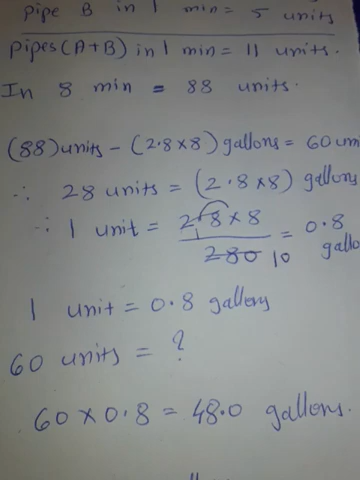 pipe B in 1 min = 5 units
pipes (A+B) in 1 min = 11 units.
In 8 min = 88 units.
(88) units - (2.8 × 8) gallons = 60 un
∴ 28 units = (2.8 × 8) gallons
∴ 1 unit = 2.8 × 8 / 280 10 = 0.8 gallo
1 unit = 0.8 gallons
60 units = ?
60 × 0.8 = 48.0 gallons.